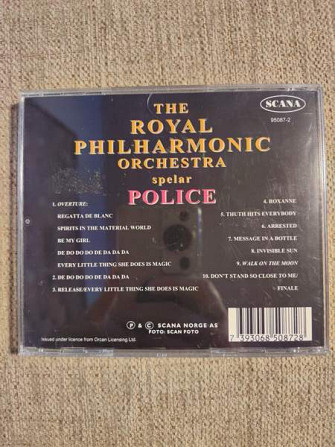 SCANA
95087-2
THE
ROYAL
PHILHARMONIC
ORCHESTRA
spelar
POLICE
1. OVERTURE:
REGATTA DE BLANC
SPIRITS IN THE MATERIAL WORLD
BE MY GIRL
DE DO DO DO DE DA DA DA
EVERY LITTLE THING SHE DOES IS MAGIC
2. DE DO DO DO DE DA DA DA
3. RELEASE/EVERY LITTLE THING SHE DOES IS MAGIC
4. ROXANNE
5. THUTH HITS EVERYBODY
6. ARRESTED
7. MESSAGE IN A BOTTLE
8. INVISIBLE SUN
9. WALK ON THE MOON
10. DON'T STAND SO CLOSE TO ME/
FINALE
P & C SCANA NORGE AS
FOTO: SCAN FOTO
Issued under licence from Orcan Licensing Ltd.
7 393068 508728